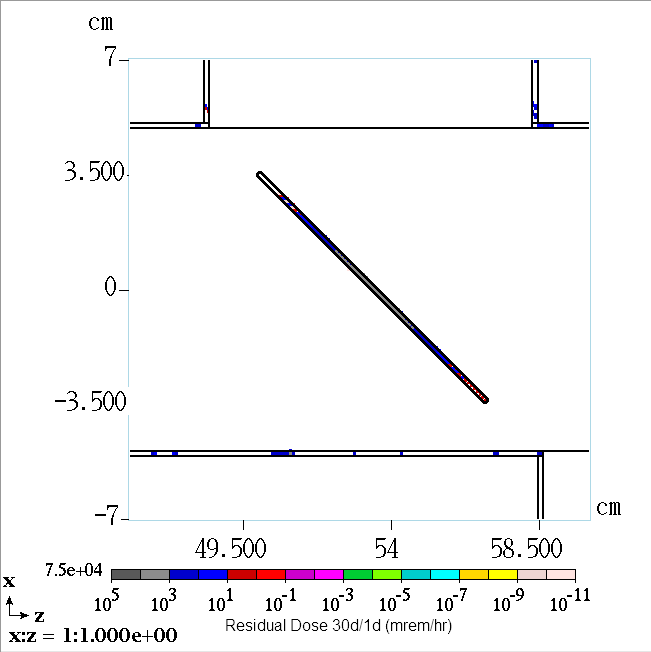 cm
7
3.500
0
-3.500
-7
cm
49.500 54 58.500
7.5e+04
10^5 10^3 10^1 10^-1 10^-3 10^-5 10^-7 10^-9 10^-11
Residual Dose 30d/1d (mrem/hr)
x
z
x:z = 1:1.000e+00